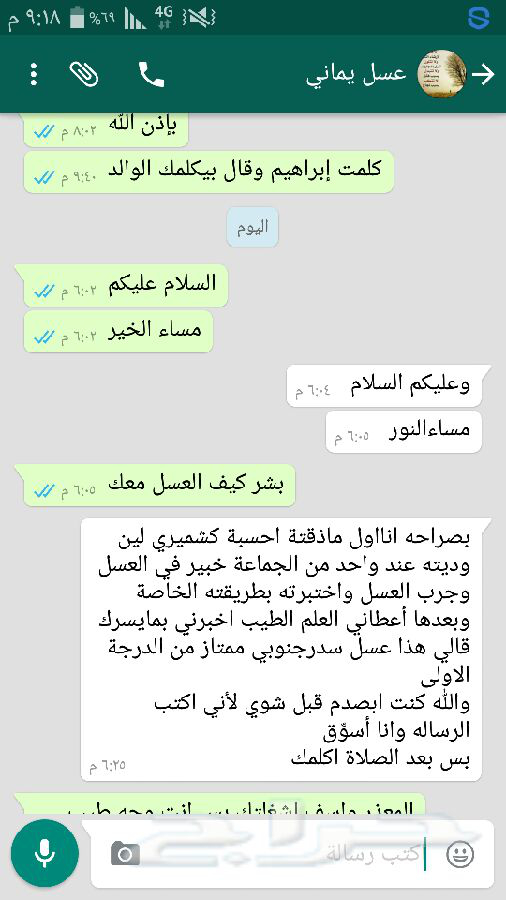 ٩:١٨ م
٦٩%
4G
عسل يماني
بإذن الله
٨:٠٢ م
كلمت إبراهيم وقال بيكلمك الوالد
٩:٤٠ م
اليوم
السلام عليكم
٦:٠٢ م
مساء الخير
٦:٠٢ م
وعليكم السلام
٦:٠٤ م
مساءالنور
٦:٠٥ م
بشر كيف العسل معك
٦:٠٥ م
بصراحه انااول ماذقتة احسبة كشميري لين
وديته عند واحد من الجماعة خبير في العسل
وجرب العسل واختبرته بطريقته الخاصة
وبعدها أعطاني العلم الطيب اخبرني بمايسرك
قالي هذا عسل سدرجنوبي ممتاز من الدرجة
الاولى
والله كنت ابصدم قبل شوي لأني اكتب
الرساله وانا أسوّق
بس بعد الصلاة اكلمك
٦:٢٥ م
اكتب رسالة
حراج